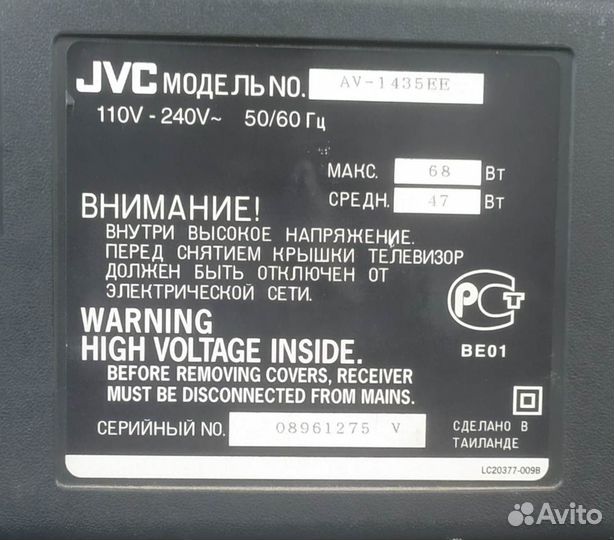 JVC МОДЕЛЬ NO. AV-1435EE
110V - 240V~ 50/60 Гц
МАКС. 68 Вт
СРЕДН. 47 Вт
ВНИМАНИЕ!
ВНУТРИ ВЫСОКОЕ НАПРЯЖЕНИЕ.
ПЕРЕД СНЯТИЕМ КРЫШКИ ТЕЛЕВИЗОР
ДОЛЖЕН БЫТЬ ОТКЛЮЧЕН ОТ
ЭЛЕКТРИЧЕСКОЙ СЕТИ.
РСТ
BE01
WARNING
HIGH VOLTAGE INSIDE.
BEFORE REMOVING COVERS, RECEIVER
MUST BE DISCONNECTED FROM MAINS.
СЕРИЙНЫЙ NO. 08961275 V
СДЕЛАНО В
ТАИЛАНДЕ
LC20377-009B
Avito